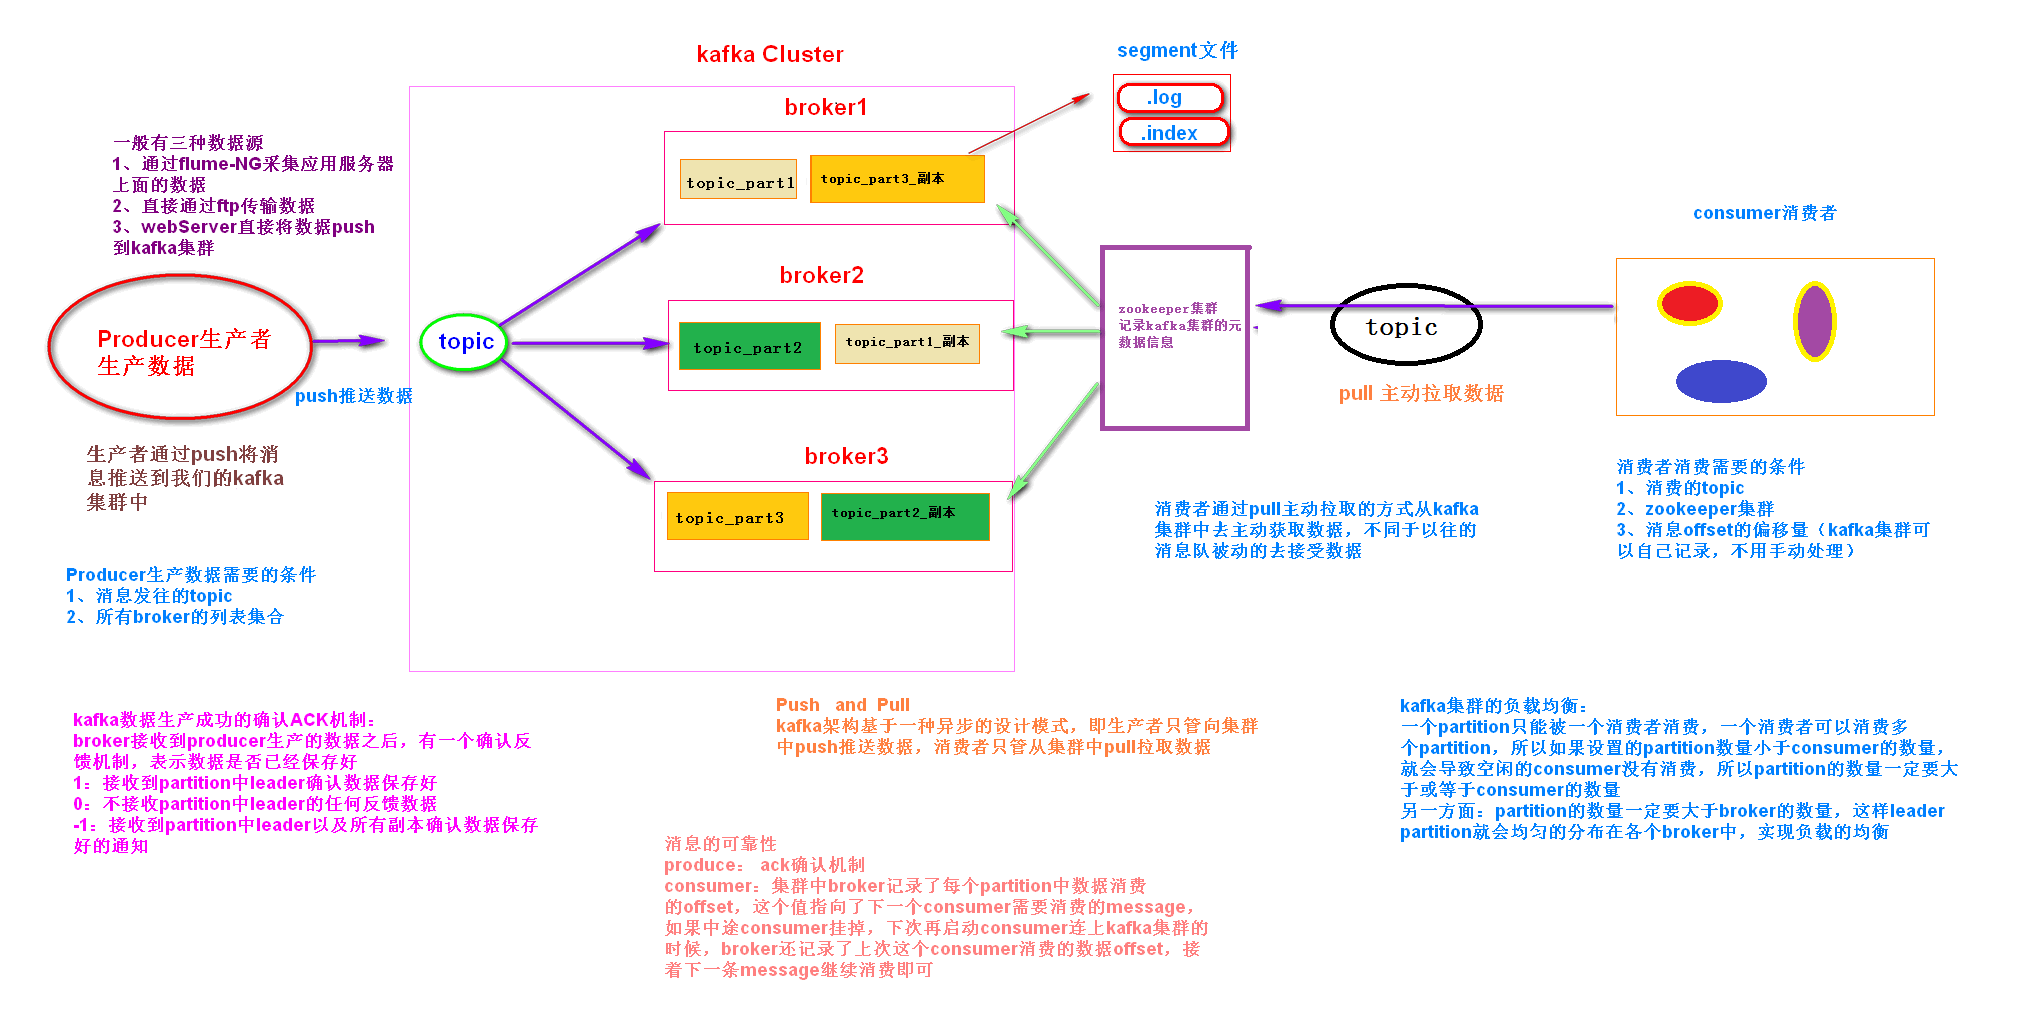 kafka Cluster
segment文件
.log
.index
broker1
topic_part1
topic_part3_副本
一般有三种数据源
1、通过flume-NG采集应用服务器
上面的数据
2、直接通过ftp传输数据
3、webServer直接将数据push
到kafka集群
Producer生产者
生产数据
push推送数据
topic
broker2
topic_part2
topic_part1_副本
broker3
topic_part3
topic_part2_副本
zookeeper集群
记录kafka集群的元
数据信息
topic
pull 主动拉取数据
consumer消费者
生产者通过push将消
息推送到我们的kafka
集群中
消费者通过pull主动拉取的方式从kafka
集群中去主动获取数据，不同于以往的
消息队被动的去接受数据
消费者消费需要的条件
1、消费的topic
2、zookeeper集群
3、消息offset的偏移量（kafka集群可
以自己记录，不用手动处理）
Producer生产数据需要的条件
1、消息发往的topic
2、所有broker的列表集合
kafka数据生产成功的确认ACK机制：
broker接收到producer生产的数据之后，有一个确认反
馈机制，表示数据是否已经保存好
1：接收到partition中leader确认数据保存好
0：不接收partition中leader的任何反馈数据
-1：接收到partition中leader以及所有副本确认数据保存
好的通知
Push and Pull
kafka架构基于一种异步的设计模式，即生产者只管向集群
中push推送数据，消费者只管从集群中pull拉取数据
消息的可靠性
produce： ack确认机制
consumer：集群中broker记录了每个partition中数据消费
的offset，这个值指向了下一个consumer需要消费的message，
如果中途consumer挂掉，下次再启动consumer连上kafka集群的
时候，broker还记录了上次这个consumer消费的数据offset，接
着下一条message继续消费即可
kafka集群的负载均衡：
一个partition只能被一个消费者消费，一个消费者可以消费多
个partition，所以如果设置的partition数量小于consumer的数量，
就会导致空闲的consumer没有消费，所以partition的数量一定要大
于或等于consumer的数量
另一方面：partition的数量一定要大于broker的数量，这样leader
partition就会均匀的分布在各个broker中，实现负载的均衡